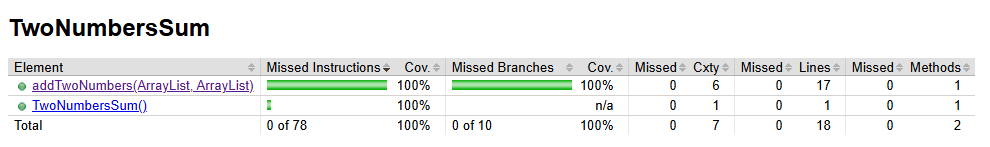 TwoNumbersSum
Element Missed Instructions Cov. Missed Branches Cov. Missed Cxty Missed Lines Missed Methods
addTwoNumbers(ArrayList, ArrayList) 100% 100% 0 6 0 17 0 1
TwoNumbersSum() 100% n/a 0 1 0 1 0 1
Total 0 of 78 100% 0 of 10 100% 0 7 0 18 0 2